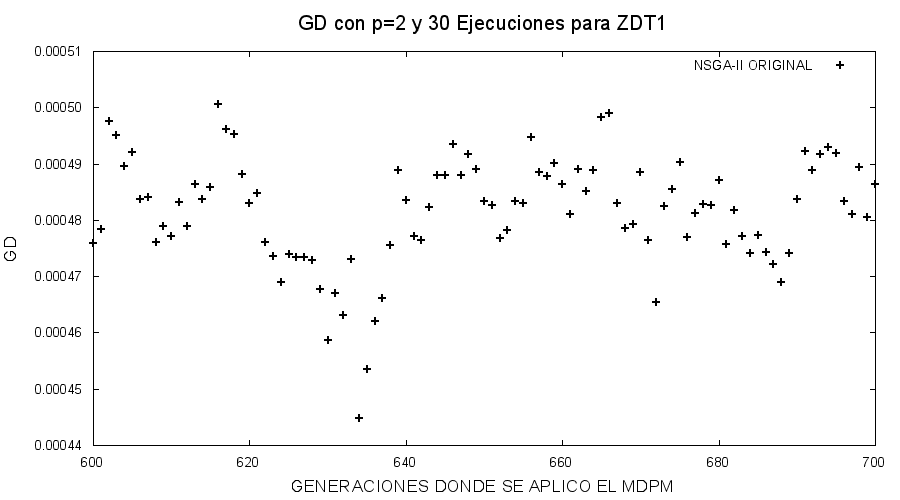 GD con p=2 y 30 Ejecuciones para ZDT1
0.00051
NSGA-II ORIGINAL
0.00050
0.00049
0.00048
0.00047
0.00046
0.00045
0.00044
GD
600 620 640 660 680 700
GENERACIONES DONDE SE APLICO EL MDPM